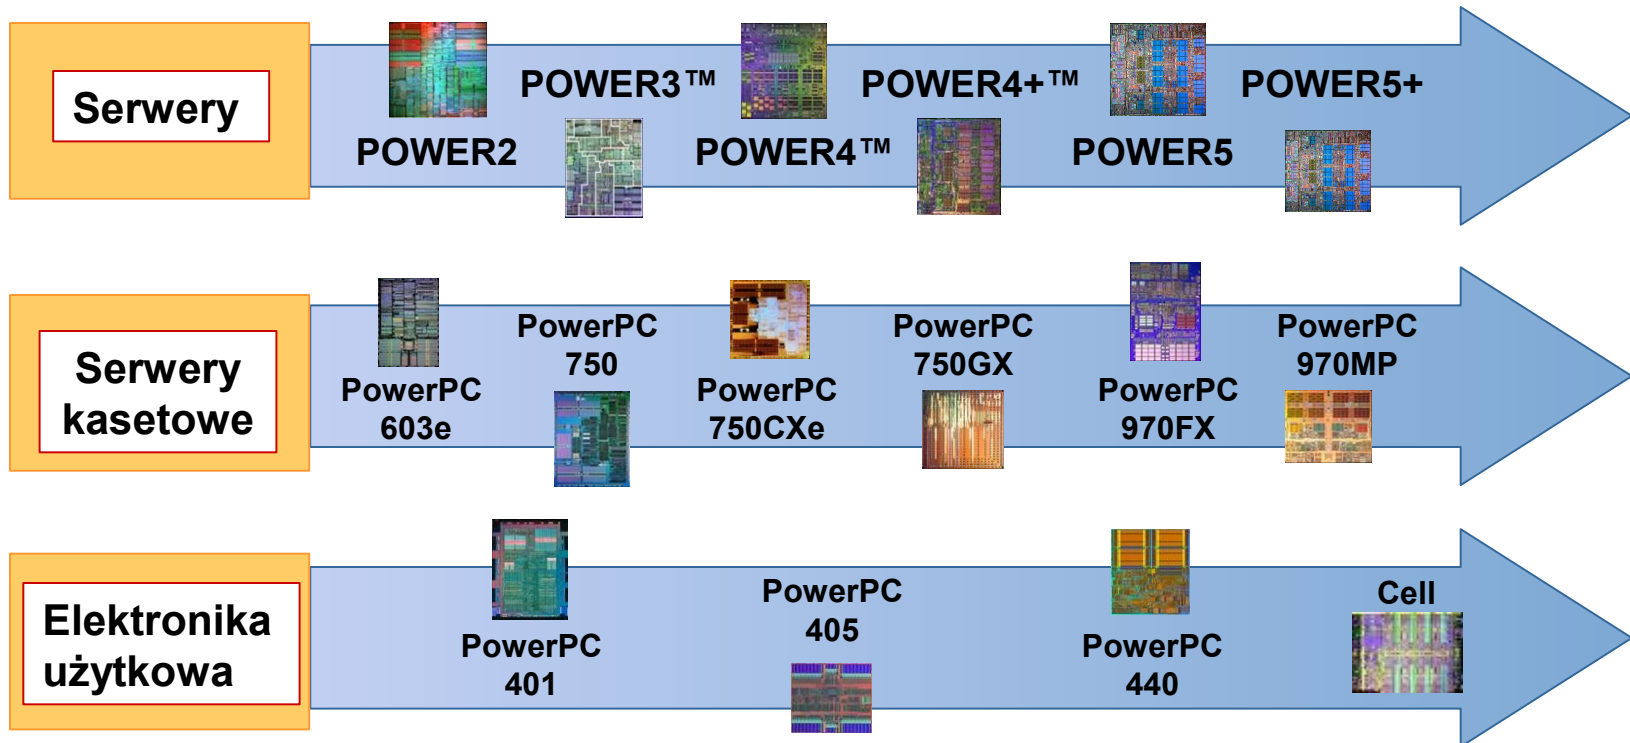 Serwery
POWER2
POWER3™
POWER4™
POWER4+™
POWER5
POWER5+
Serwery
kasetowe
PowerPC
603e
PowerPC
750
PowerPC
750CXe
PowerPC
750GX
PowerPC
970FX
PowerPC
970MP
Elektronika
użytkowa
PowerPC
401
PowerPC
405
PowerPC
440
Cell